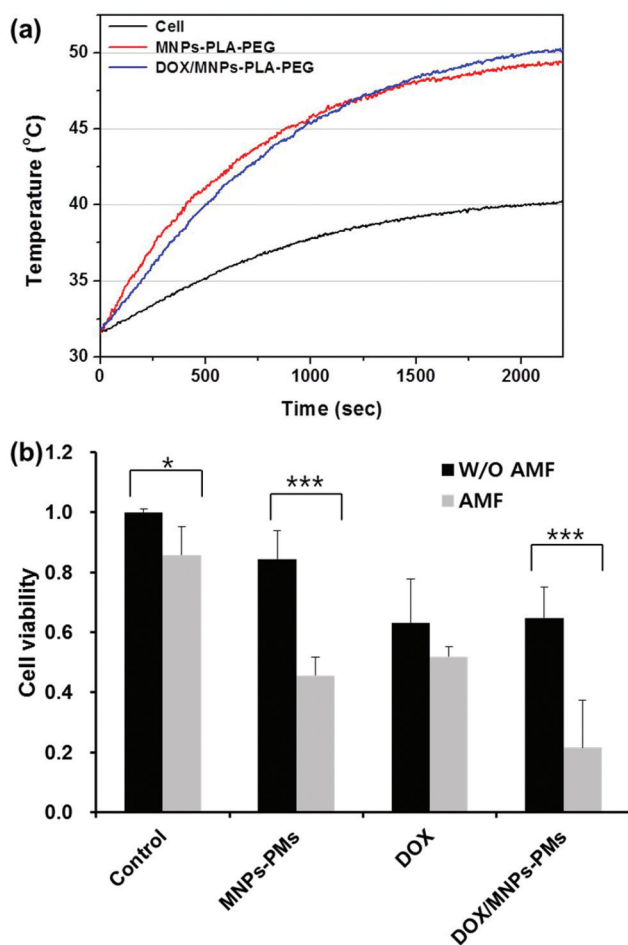 (a)
Cell
MNPs-PLA-PEG
DOX/MNPs-PLA-PEG
Temperature (°C)
50
45
40
35
30
0 500 1000 1500 2000
Time (sec)
(b)
W/O AMF
AMF
Cell viability
1.2
1.0
0.8
0.6
0.4
0.2
0.0
* *** ***
Control MNPs-PMs DOX DOX/MNPs-PMs